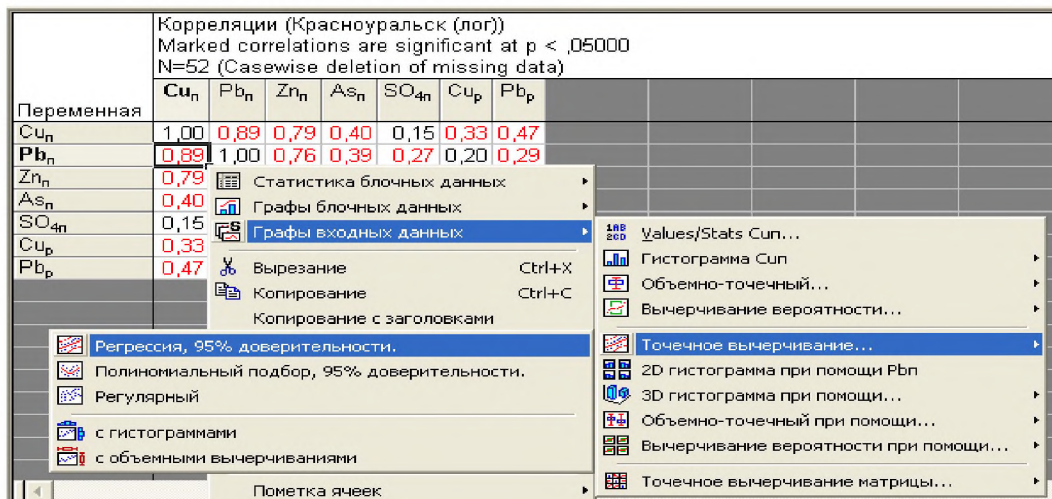 Корреляции (Красноуральск (лог))
Marked correlations are significant at p < ,05000
N=52 (Casewise deletion of missing data)
Переменная Cuп Pbп Znп Asп SO4п Cuр Pbр
Cuп 1,00 0,89 0,79 0,40 0,15 0,33 0,47
Pbп 0,89 1,00 0,76 0,39 0,27 0,20 0,29
Znп 0,79
Asп 0,40
SO4п 0,15
Cuр 0,33
Pbр 0,47
Статистика блочных данных
Графы блочных данных
Графы входных данных
Вырезание Ctrl+X
Копирование Ctrl+C
Копирование с заголовками
Пометка ячеек
Values/Stats Cuп...
Гистограмма Cuп
Объемно-точечный...
Вычерчивание вероятности...
Точечное вычерчивание...
2D гистограмма при помощи Pbп
3D гистограмма при помощи...
Объемно-точечный при помощи...
Вычерчивание вероятности при помощи...
Точечное вычерчивание матрицы...
Регрессия, 95% доверительности.
Полиномиальный подбор, 95% доверительности.
Регулярный
с гистограммами
с объемными вычерчиваниями